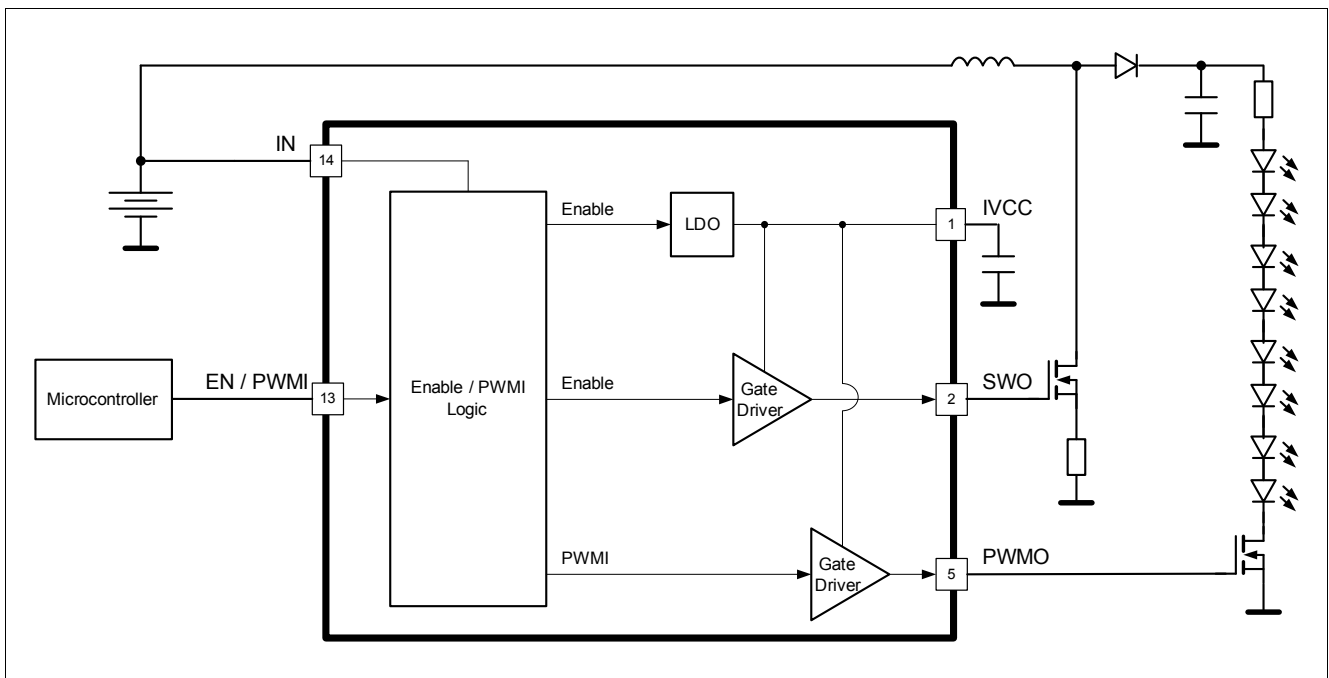 IN
14
Enable
LDO
1
IVCC
Microcontroller
EN / PWMI
13
Enable / PWMI
Logic
Enable
Gate
Driver
2
SWO
PWMI
Gate
Driver
5
PWMO